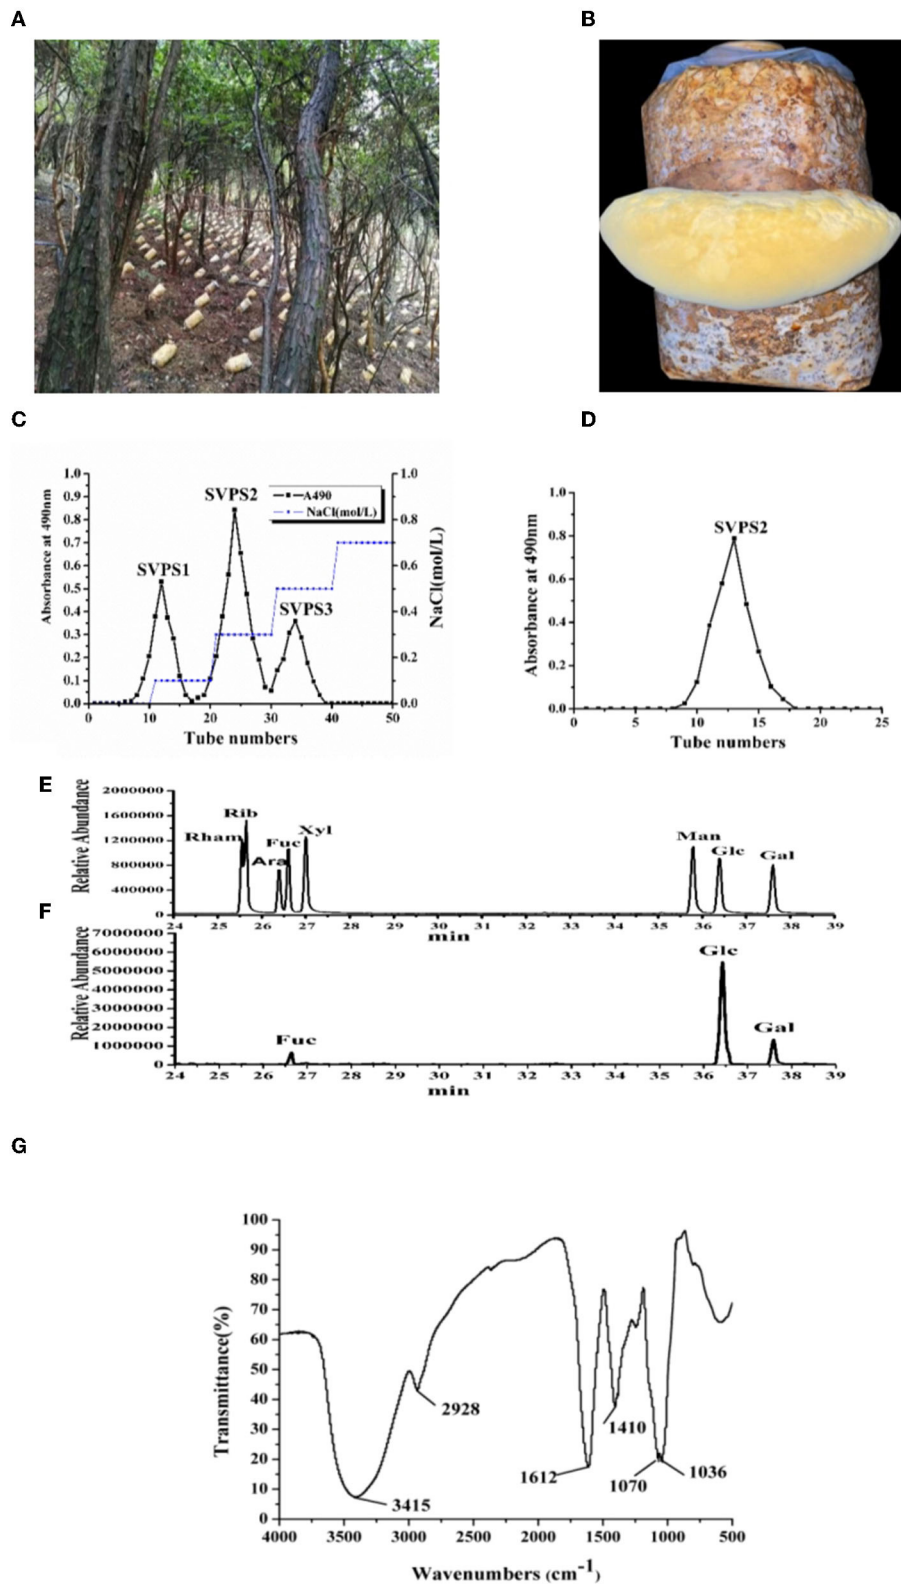 A
B
C
D
1.0
0.9
0.8
0.7
0.6
0.5
0.4
0.3
0.2
0.1
0.0
Absorbance at 490nm
SVPS1
SVPS2
SVPS3
A490
NaCl(mol/L)
1.0
0.8
0.6
0.4
0.2
0.0
NaCl(mol/L)
0 10 20 30 40 50
Tube numbers
1.0
0.8
0.6
0.4
0.2
0.0
Absorbance at 490nm
SVPS2
0 5 10 15 20 25
Tube numbers
E
Relative Abundance
2000000
1600000
1200000
800000
400000
0
Rham
Rib
Ara
Fuc
Xyl
Man
Glc
Gal
24 25 26 27 28 29 30 31 32 33 34 35 36 37 38 39
min
F
Relative Abundance
7000000
6000000
5000000
4000000
3000000
2000000
1000000
0
Fuc
Glc
Gal
24 25 26 27 28 29 30 31 32 33 34 35 36 37 38 39
min
G
100
90
80
70
60
50
40
30
20
10
0
Transmittance(%)
2928
3415
1612
1410
1070
1036
4000 3500 3000 2500 2000 1500 1000 500
Wavenumbers (cm-1)